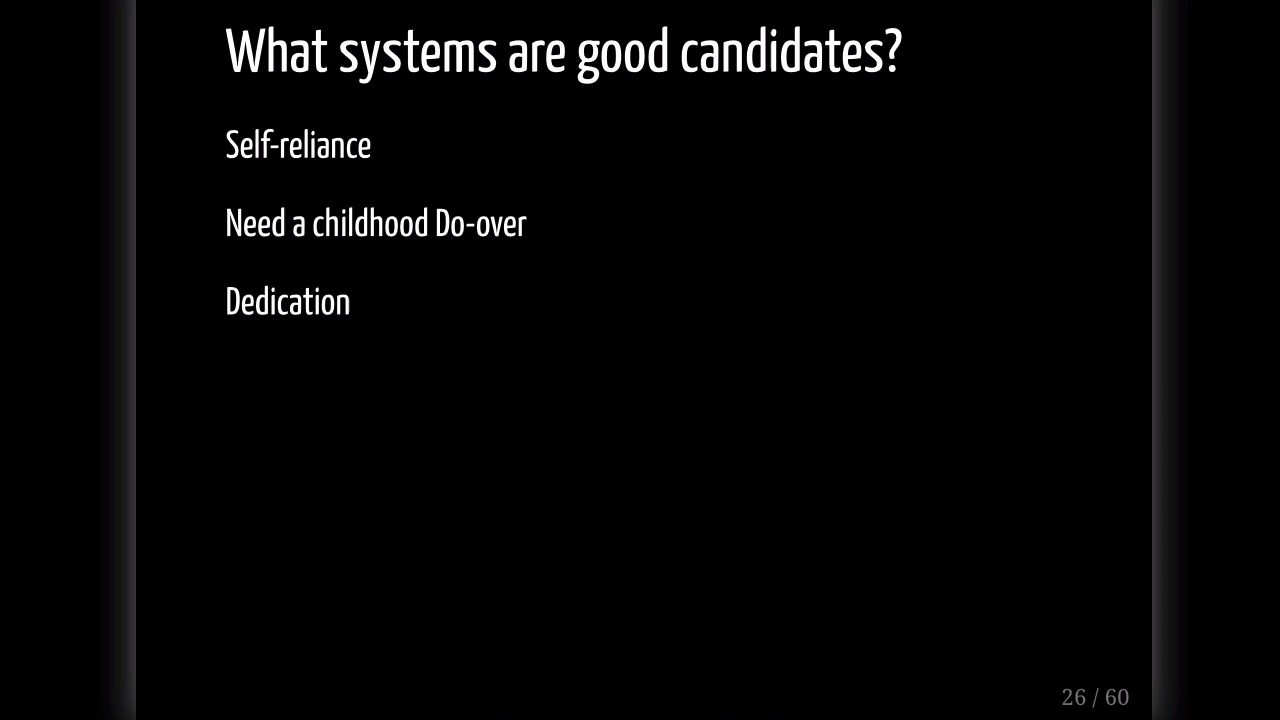 What systems are good candidates?
Self-reliance
Need a childhood Do-over
Dedication
26 / 60